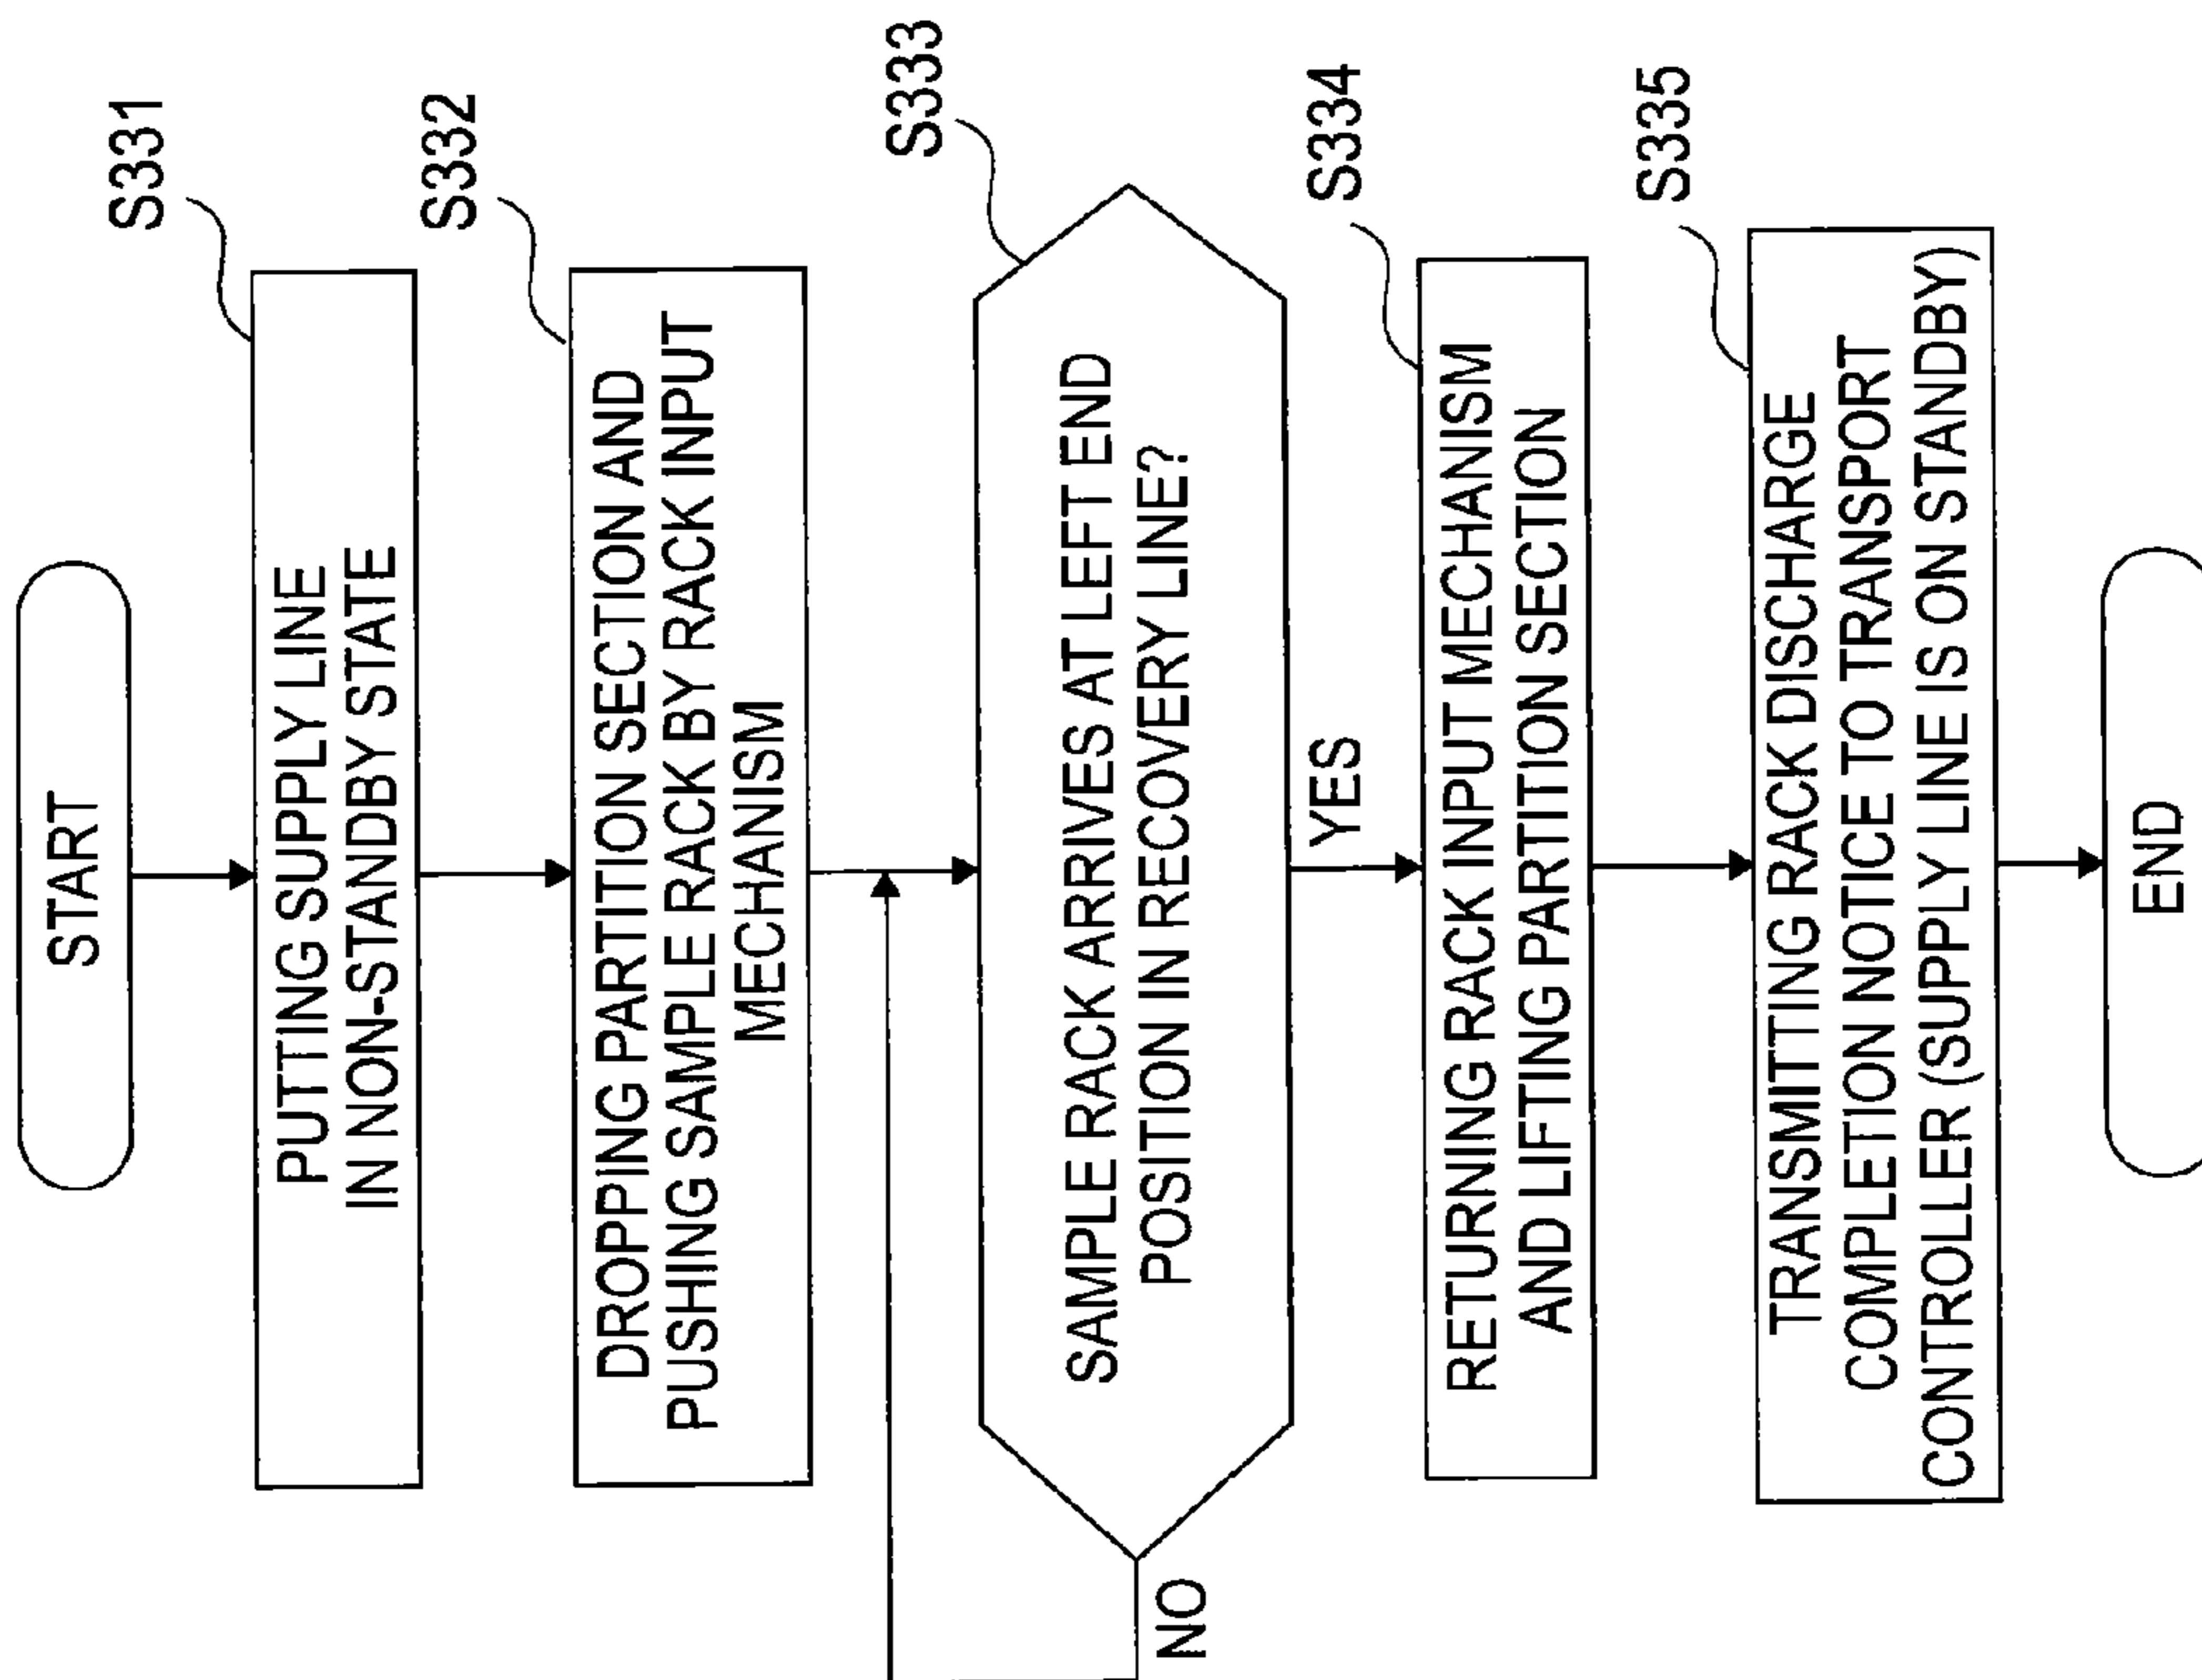 START
S331
PUTTING SUPPLY LINE
IN NON-STANDBY STATE
S332
DROPPING PARTITION SECTION AND
PUSHING SAMPLE RACK BY RACK INPUT
MECHANISM
S333
SAMPLE RACK ARRIVES AT LEFT END
POSITION IN RECOVERY LINE?
NO
YES
S334
RETURNING RACK INPUT MECHANISM
AND LIFTING PARTITION SECTION
S335
TRANSMITTING RACK DISCHARGE
COMPLETION NOTICE TO TRANSPORT
CONTROLLER (SUPPLY LINE IS ON STANDBY)
END